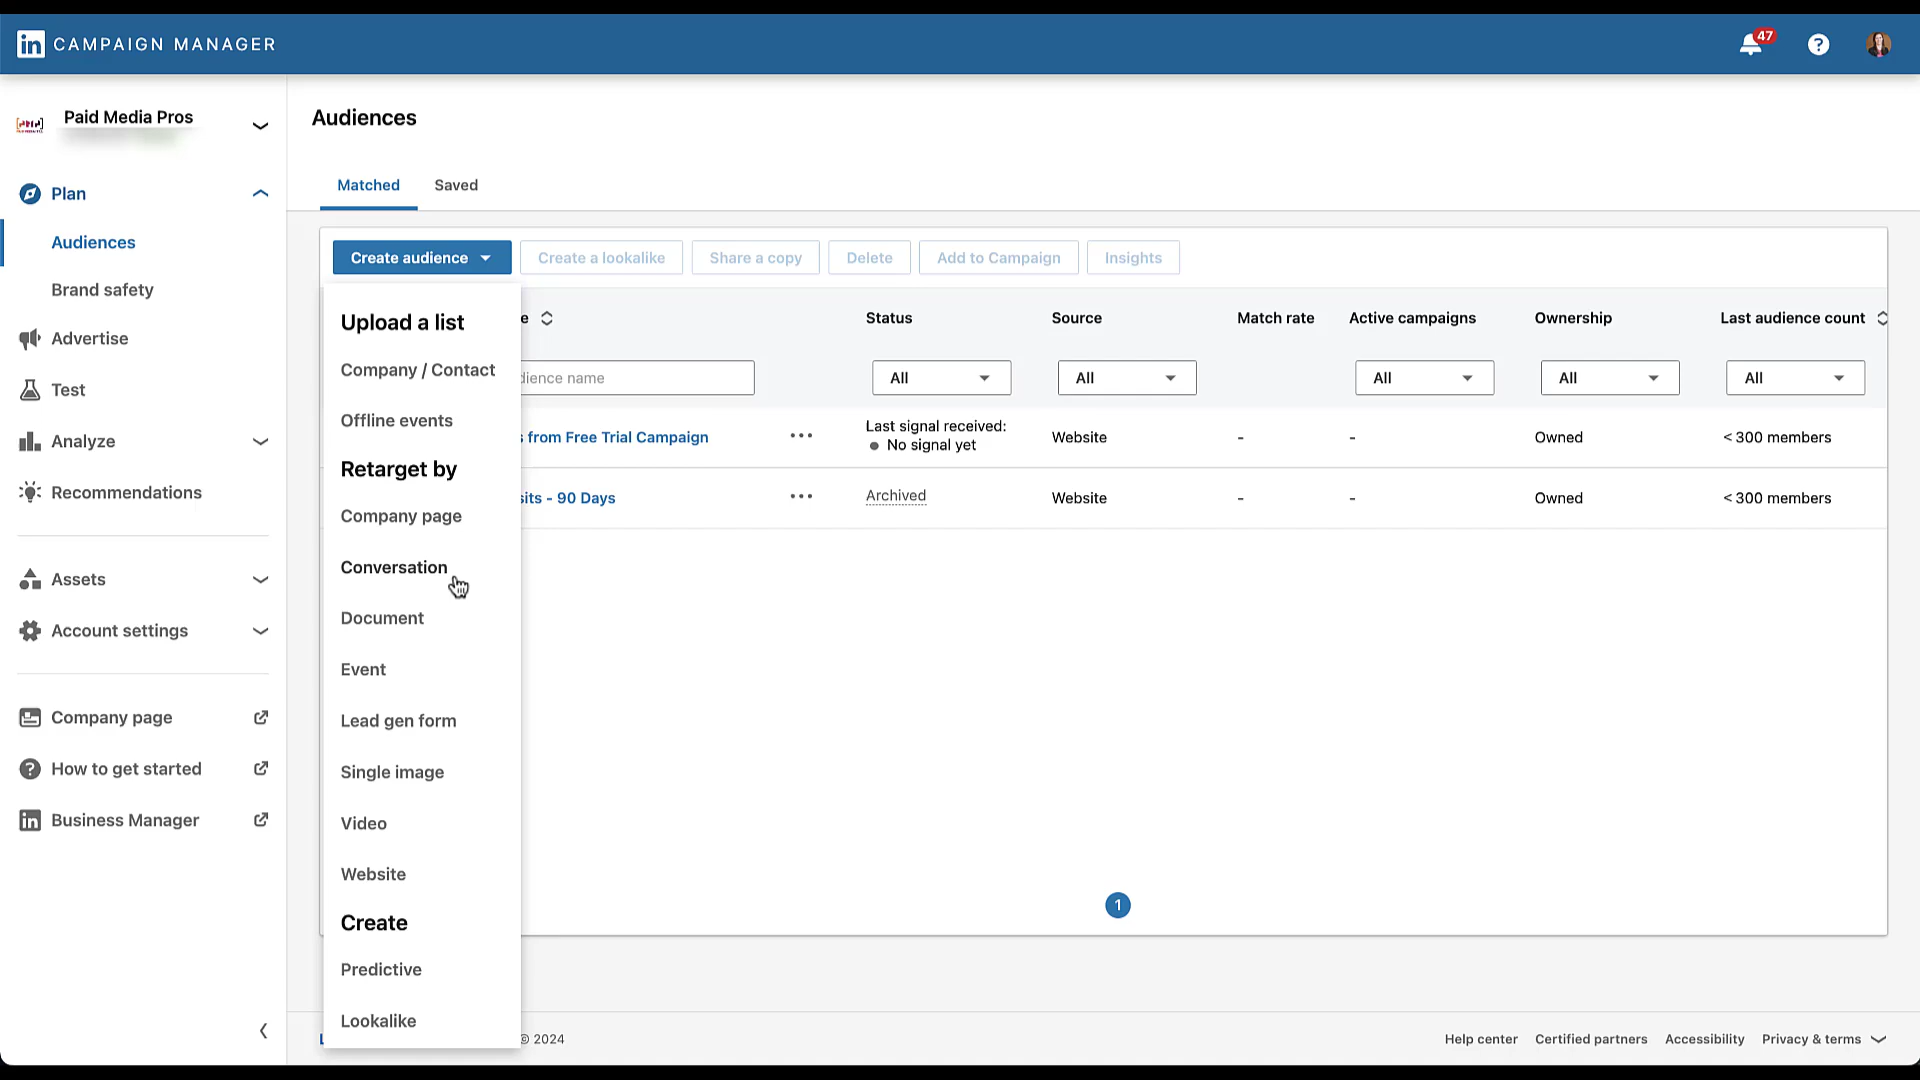 in CAMPAIGN MANAGER
47
Paid Media Pros
Plan
Audiences
Brand safety
Advertise
Test
Analyze
Recommendations
Assets
Account settings
Company page
How to get started
in Business Manager
Audiences
Matched Saved
Create audience Create a lookalike Share a copy Delete Add to Campaign Insights
Upload a list
Company / Contact
Offline events
Retarget by
Company page
Conversation
Document
Event
Lead gen form
Single image
Video
Website
Create
Predictive
Lookalike
e Status Source Match rate Active campaigns Ownership Last audience count
dience name All All All All All
s from Free Trial Campaign ••• Last signal received: Website - - Owned < 300 members
No signal yet
sits - 90 Days ••• Archived Website - - Owned < 300 members
1
© 2024 Help center Certified partners Accessibility Privacy & terms